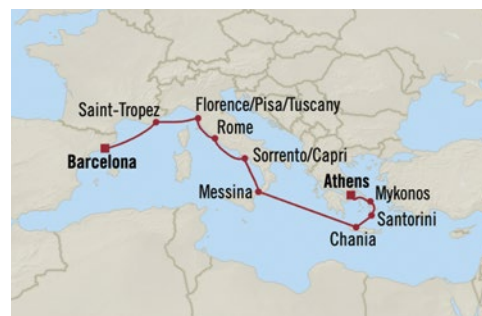 Saint-Tropez
Florence/Pisa/Tuscany
Rome
Barcelona
Sorrento/Capri
Messina
Athens
Mykonos
Santorini
Chania